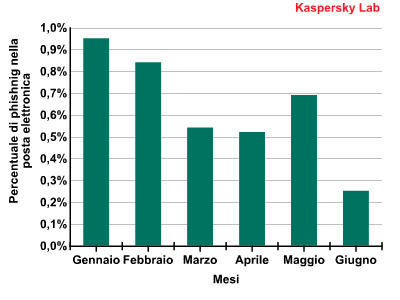 Kaspersky Lab
Percentuale di phishnig nella
posta elettronica
1,0%
0,9%
0,8%
0,7%
0,6%
0,5%
0,4%
0,3%
0,2%
0,1%
0,0%
Gennaio Febbraio Marzo Aprile Maggio Giugno
Mesi